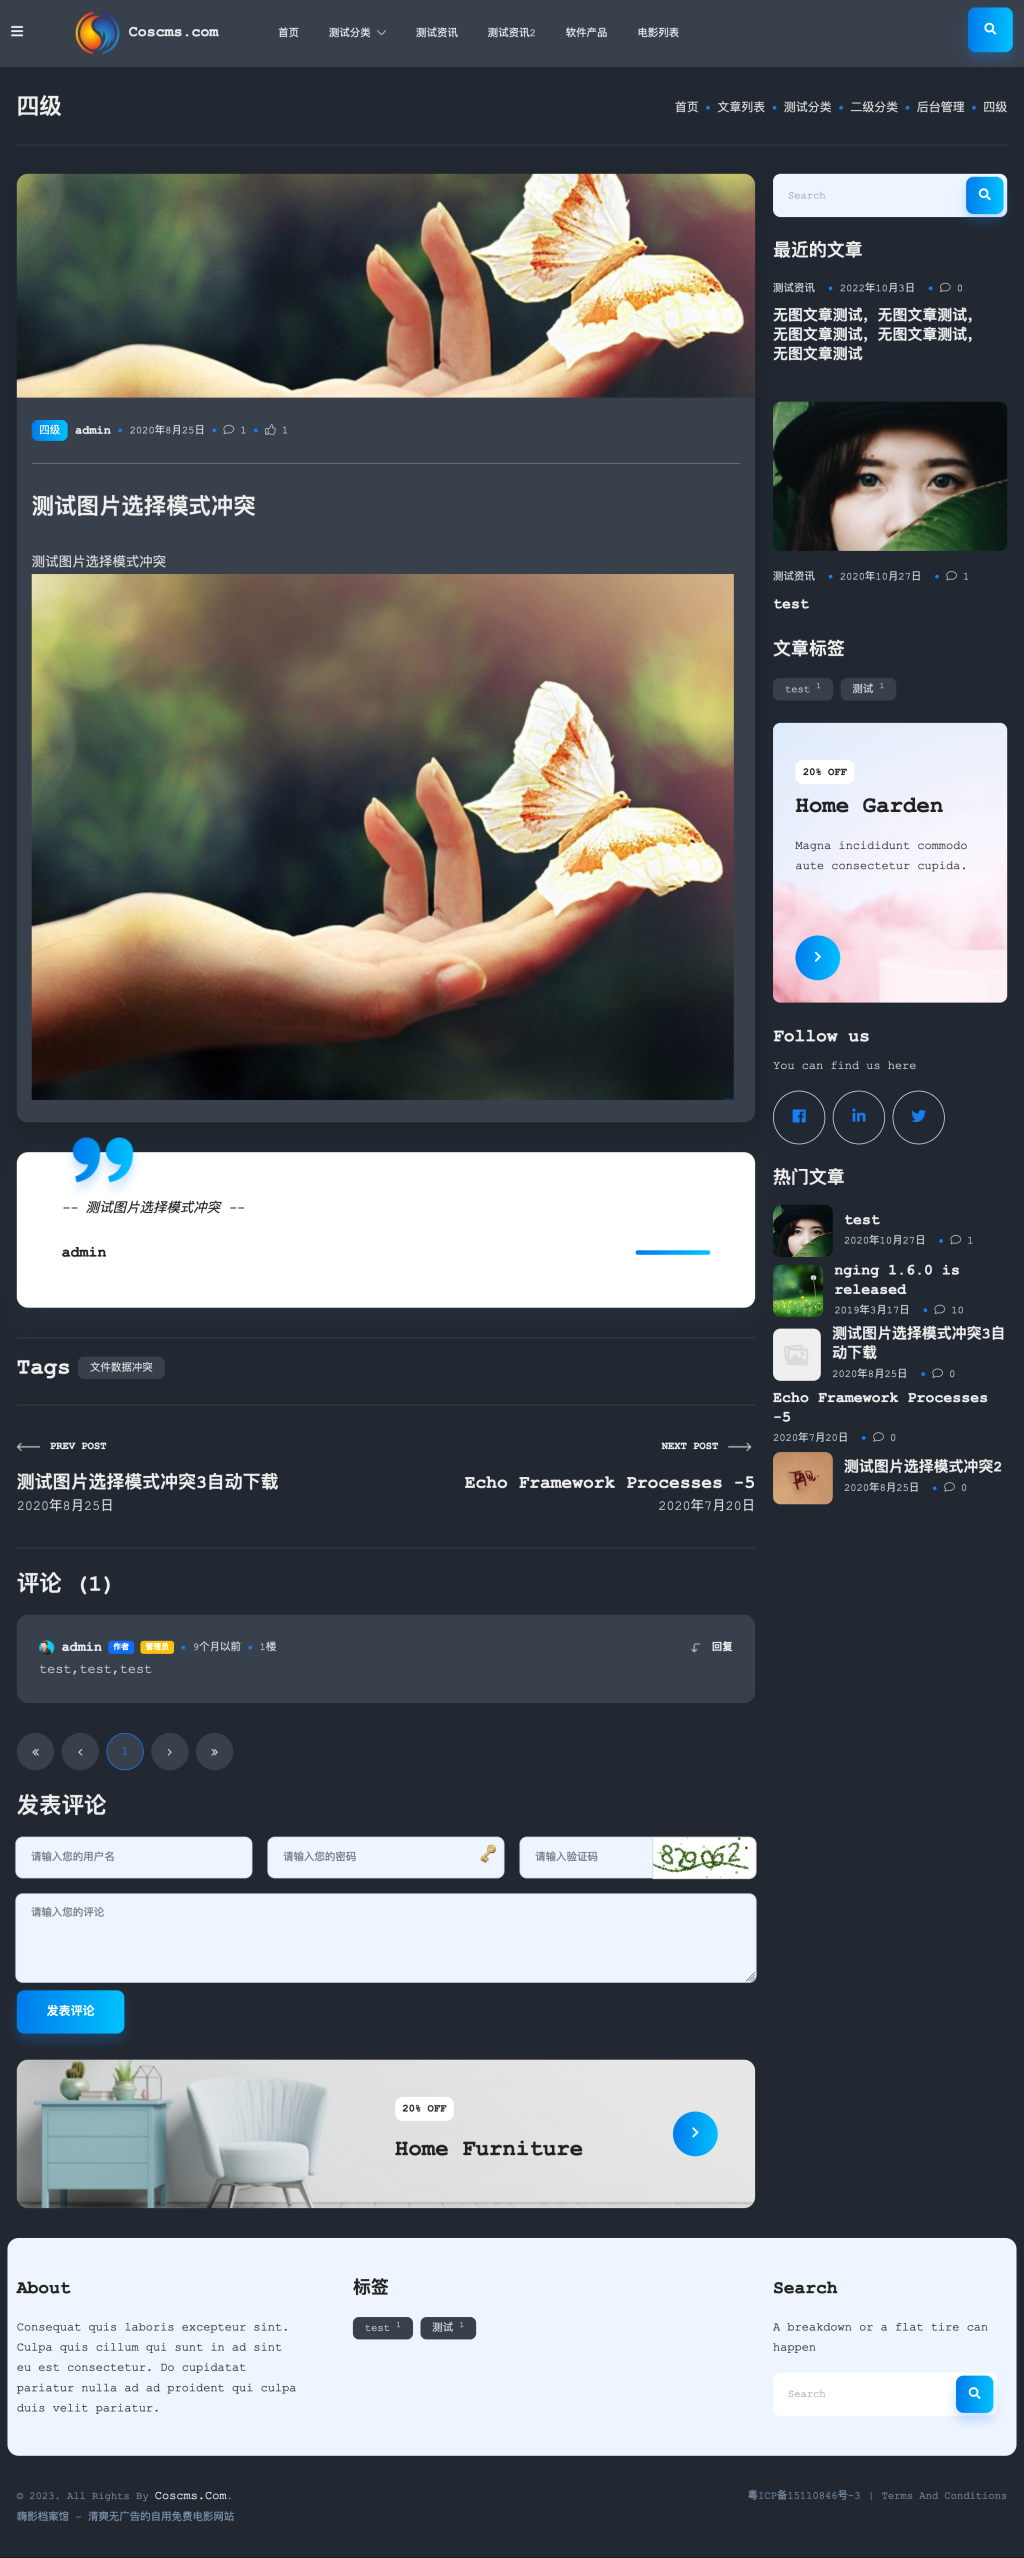 Coscms.com
首页
测试分类
测试资讯
测试资讯2
软件产品
电影列表
四级
首页 • 文章列表 • 测试分类 • 二级分类 • 后台管理 • 四级
四级 admin • 2020年8月25日 • 1 • 1
测试图片选择模式冲突
测试图片选择模式冲突
-- 测试图片选择模式冲突 --
admin
Tags 文件数据冲突
PREV POST
测试图片选择模式冲突3自动下载
2020年8月25日
NEXT POST
Echo Framework Processes -5
2020年7月20日
评论 (1)
admin 作者 管理员 • 9个月以前 • 1楼
回复
test,test,test
« ‹ 1 › »
发表评论
请输入您的用户名
请输入您的密码
请输入验证码
829062
请输入您的评论
发表评论
20% OFF
Home Furniture
Search
最近的文章
测试资讯 • 2022年10月3日 • 0
无图文章测试，无图文章测试，
无图文章测试，无图文章测试，
无图文章测试
测试资讯 • 2020年10月27日 • 1
test
文章标签
test 1
测试 1
20% OFF
Home Garden
Magna incididunt commodo
aute consectetur cupida.
Follow us
You can find us here
热门文章
test
2020年10月27日 • 1
nging 1.6.0 is
released
2019年3月17日 • 10
测试图片选择模式冲突3自
动下载
2020年8月25日 • 0
Echo Framework Processes
-5
2020年7月20日 • 0
测试图片选择模式冲突2
2020年8月25日 • 0
About
Consequat quis laboris excepteur sint.
Culpa quis cillum qui sunt in ad sint
eu est consectetur. Do cupidatat
pariatur nulla ad ad proident qui culpa
duis velit pariatur.
标签
test 1
测试 1
Search
A breakdown or a flat tire can
happen
Search
© 2023. All Rights By Coscms.Com.
嗨影档案馆 - 清爽无广告的自用免费电影网站
粤ICP备15110846号-3 | Terms And Conditions